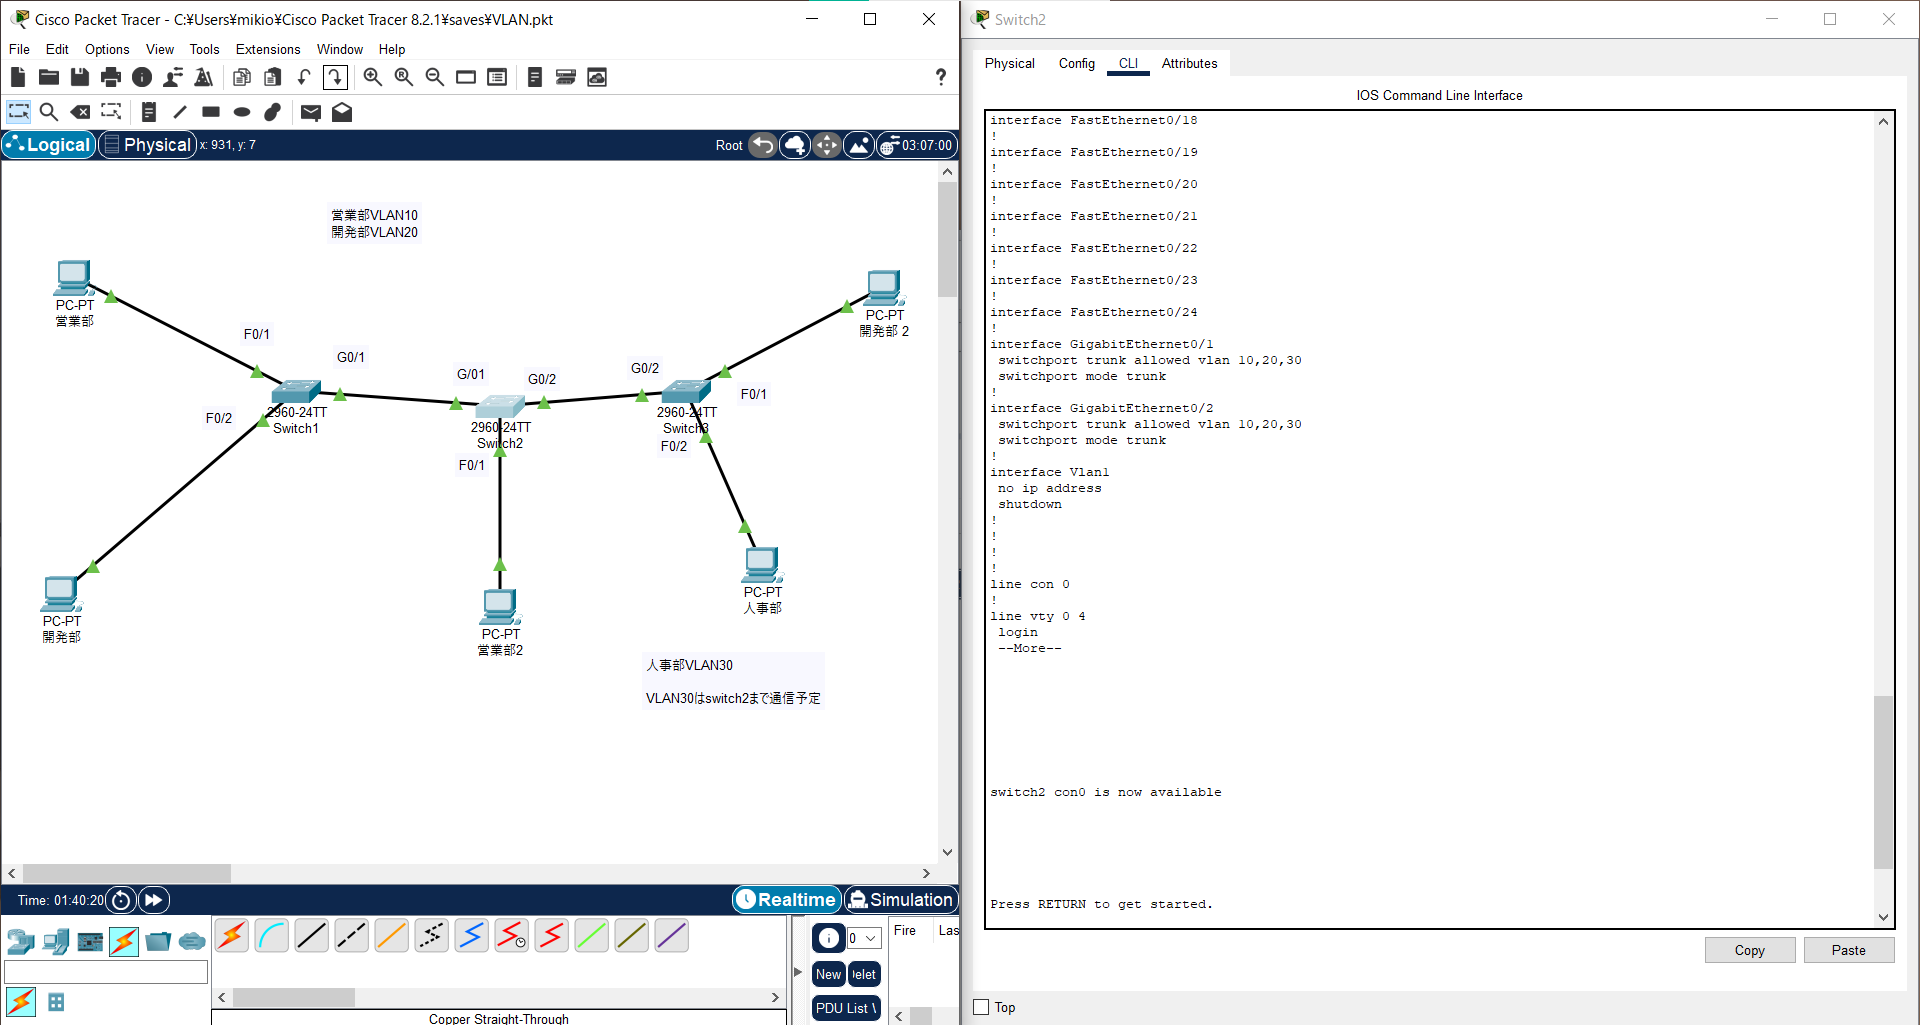 Cisco Packet Tracer - C:¥Users¥mikio¥Cisco Packet Tracer 8.2.1¥saves¥VLAN.pkt
File Edit Options View Tools Extensions Window Help
?
Logical Physical x: 931, y: 7
Root 03:07:00
営業部VLAN10
開発部VLAN20
PC-PT
営業部
PC-PT
開発部 2
F0/1
G0/1
G/01
G0/2
G0/2
F0/1
F0/2
2960-24TT
Switch1
2960-24TT
Switch2
2960-24TT
Switch3
F0/1
F0/2
PC-PT
開発部
PC-PT
営業部2
PC-PT
人事部
人事部VLAN30
VLAN30はswitch2まで通信予定
Time: 01:40:20
Realtime Simulation
0
Fire Las
New elet
PDU List
Copper Straight-Through
Switch2
Physical Config CLI Attributes
IOS Command Line Interface
interface FastEthernet0/18
!
interface FastEthernet0/19
!
interface FastEthernet0/20
!
interface FastEthernet0/21
!
interface FastEthernet0/22
!
interface FastEthernet0/23
!
interface FastEthernet0/24
!
interface GigabitEthernet0/1
switchport trunk allowed vlan 10,20,30
switchport mode trunk
!
interface GigabitEthernet0/2
switchport trunk allowed vlan 10,20,30
switchport mode trunk
!
interface Vlan1
no ip address
shutdown
!
!
!
!
line con 0
!
line vty 0 4
login
--More--
switch2 con0 is now available
Press RETURN to get started.
Copy Paste
Top